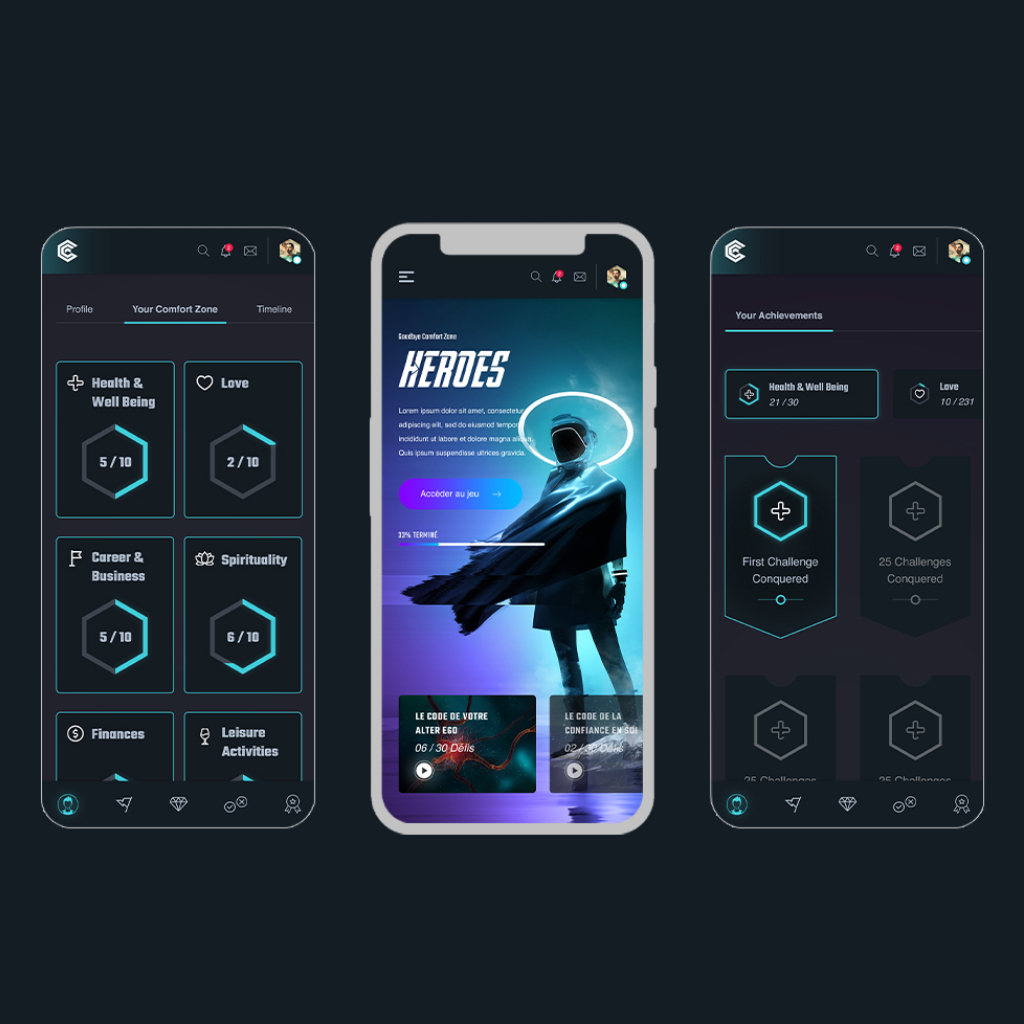 Profile
Your Comfort Zone
Timeline
Health &
Well Being
5 / 10
Love
2 / 10
Career &
Business
5 / 10
Spirituality
6 / 10
Finances
Leisure
Activities
Goodbye Comfort Zone
HEROES
Lorem ipsum dolor sit amer, consectetur
adipiscing elit, sed do eiusmod tempor
incididunt ut labore et dolore magna aliqua.
Quis ipsum suspendisse ultrices gravida.
Accéder au jeu
33% TERMINÉ
LE CODE DE VOTRE
ALTER EGO
06 / 30 Défis
LE CODE DE LA
CONFIANCE EN SOI
02 / 30 Défis
Your Achievements
Health & Well Being
21 / 30
Love
10 / 231
First Challenge
Conquered
25 Challenges
Conquered
25 Challenges
25 Challenges